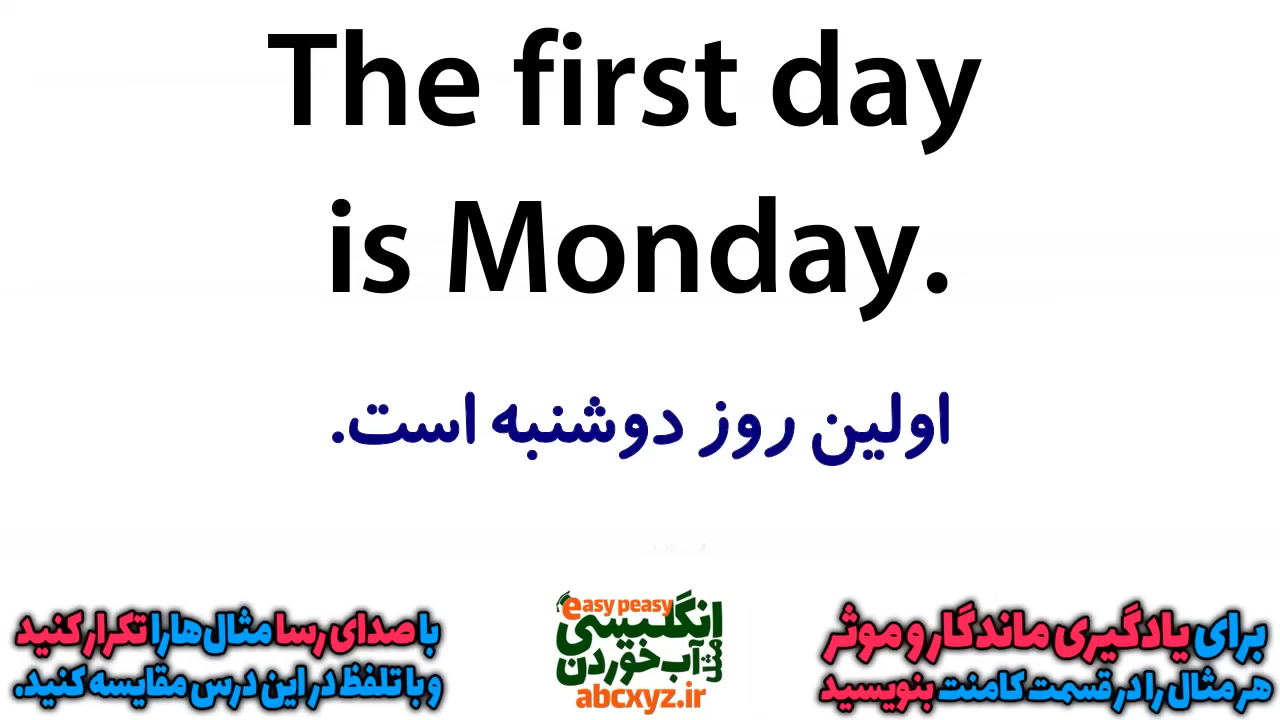 The first day
is Monday.
اولین روز دوشنبه است.
برای یادگیری ماندگار و موثر
هر مثال را در قسمت کامنت بنویسید
easy peasy
انگلیسی
مثل
آب خوردن
abcxyz.ir
با صدای رسا مثال‌ها را تکرار کنید
و با تلفظ در این درس مقایسه کنید.